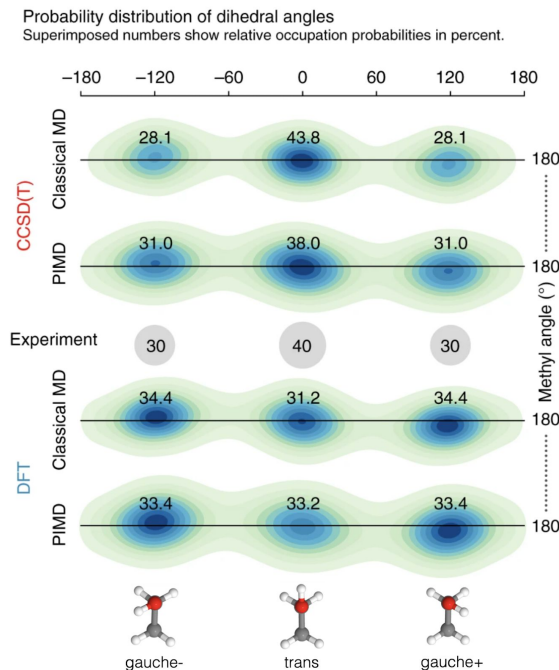 Probability distribution of dihedral angles
Superimposed numbers show relative occupation probabilities in percent.
−180 −120 −60 0 60 120 180
CCSD(T)
Classical MD
28.1 43.8 28.1
180
PIMD
31.0 38.0 31.0
180
Methyl angle (°)
Experiment
30 40 30
DFT
Classical MD
34.4 31.2 34.4
180
PIMD
33.4 33.2 33.4
180
gauche- trans gauche+